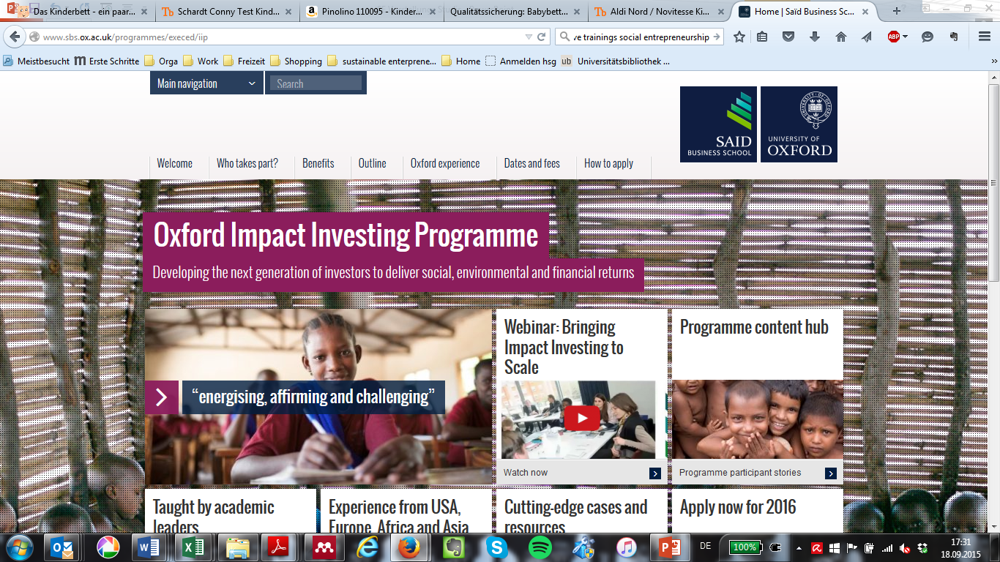 Das Kinderbett - ein paar...
Schardt Conny Test Kind...
Pinolino 110095 - Kinder...
Qualitätssicherung: Babybett...
Aldi Nord / Novitesse Ki...
Home | Saïd Business Sc...
www.sbs.ox.ac.uk/programmes/execed/iip
ve trainings social entrepreneurship
ABP
Meistbesucht
Erste Schritte
Orga
Work
Freizeit
Shopping
sustainable enterprene...
Home
Anmelden hsg
ub Universitätsbibliothek ...
Main navigation
Search
SAID
BUSINESS SCHOOL
UNIVERSITY OF
OXFORD
Welcome
Who takes part?
Benefits
Outline
Oxford experience
Dates and fees
How to apply
Oxford Impact Investing Programme
Developing the next generation of investors to deliver social, environmental and financial returns
“energising, affirming and challenging”
Webinar: Bringing
Impact Investing to
Scale
Watch now
Programme content hub
Programme participant stories
Taught by academic
leaders
Experience from USA,
Europe, Africa and Asia
Cutting-edge cases and
resources
Apply now for 2016
DE
100%
17:31
18.09.2015